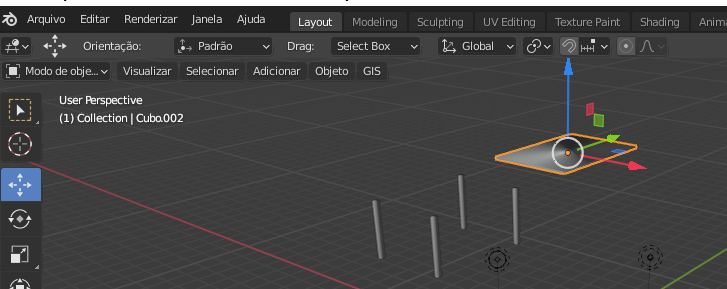 Arquivo Editar Renderizar Janela Ajuda Layout Modeling Sculpting UV Editing Texture Paint Shading
Orientação: Padrão Drag: Select Box Global
Modo de obje... Visualizar Selecionar Adicionar Objeto GIS
User Perspective
(1) Collection | Cubo.002